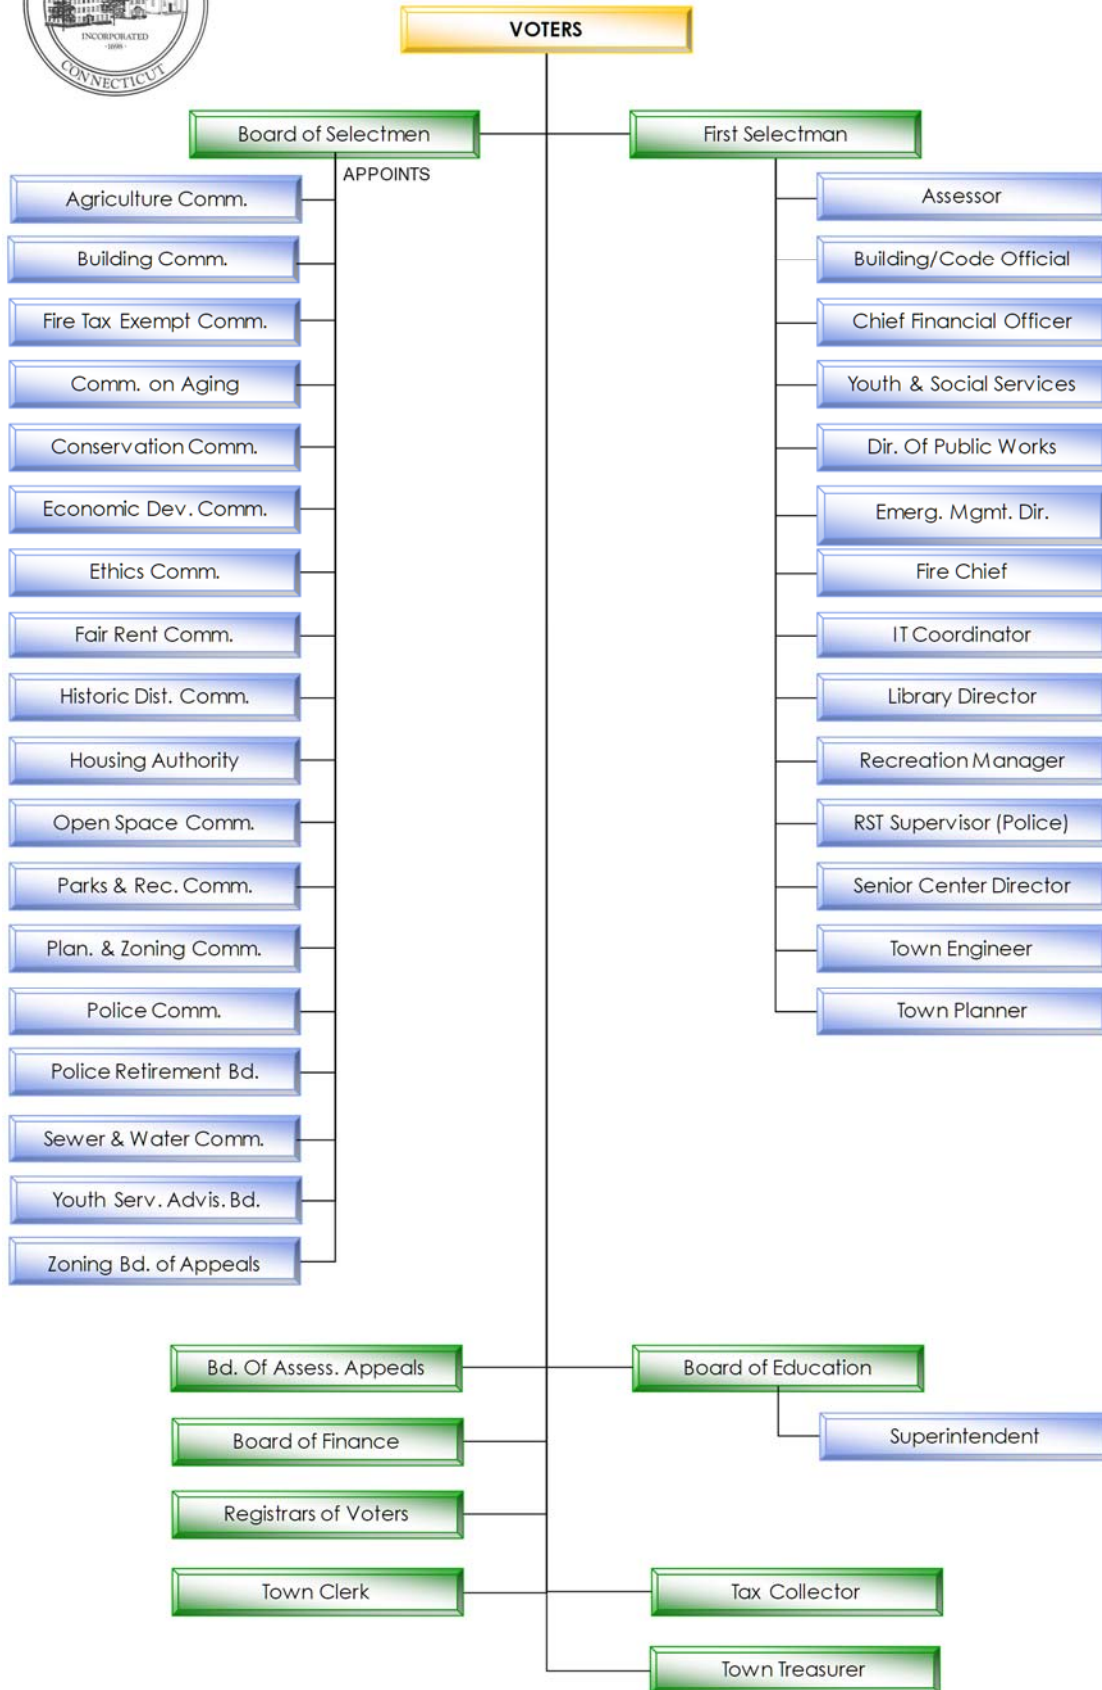 INCORPORATED
-1698-
CONNECTICUT
VOTERS
Board of Selectmen
First Selectman
APPOINTS
Agriculture Comm.
Building Comm.
Fire Tax Exempt Comm.
Comm. on Aging
Conservation Comm.
Economic Dev. Comm.
Ethics Comm.
Fair Rent Comm.
Historic Dist. Comm.
Housing Authority
Open Space Comm.
Parks & Rec. Comm.
Plan. & Zoning Comm.
Police Comm.
Police Retirement Bd.
Sewer & Water Comm.
Youth Serv. Advis. Bd.
Zoning Bd. of Appeals
Assessor
Building/Code Official
Chief Financial Officer
Youth & Social Services
Dir. Of Public Works
Emerg. Mgmt. Dir.
Fire Chief
IT Coordinator
Library Director
Recreation Manager
RST Supervisor (Police)
Senior Center Director
Town Engineer
Town Planner
Bd. Of Assess. Appeals
Board of Finance
Registrars of Voters
Town Clerk
Board of Education
Superintendent
Tax Collector
Town Treasurer